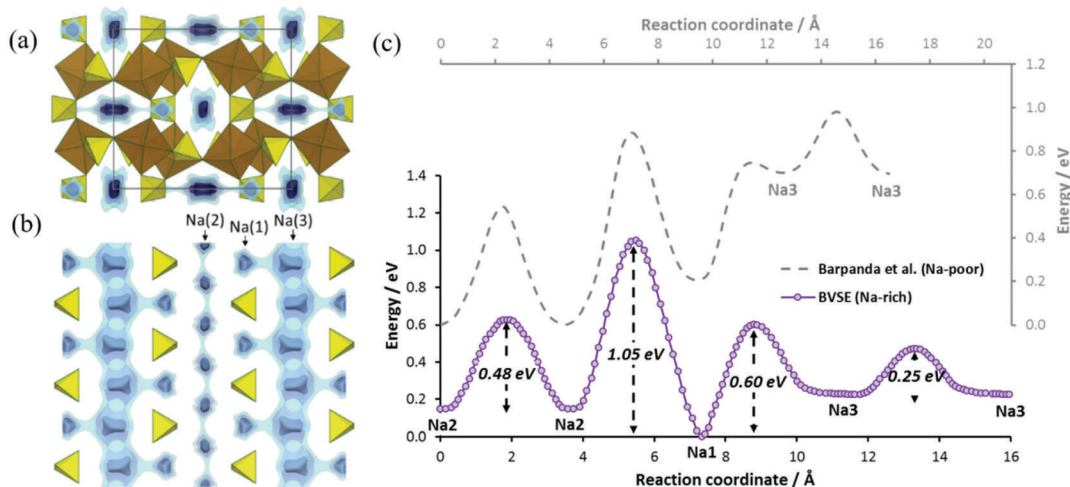 (a)
(b)
Na(1)
Na(2)
Na(3)
(c)
Reaction coordinate / Å
0 2 4 6 8 10 12 14 16 18 20
1.2
1.0
0.8
0.6
0.4
0.2
0.0
Energy / eV
1.4
1.2
1.0
0.8
0.6
0.4
0.2
0.0
Energy / eV
Na3
Na3
Barpanda et al. (Na-poor)
BVSE (Na-rich)
0.48 eV
1.05 eV
0.60 eV
0.25 eV
Na2
Na2
Na1
Na3
Na3
0 2 4 6 8 10 12 14 16
Reaction coordinate / Å